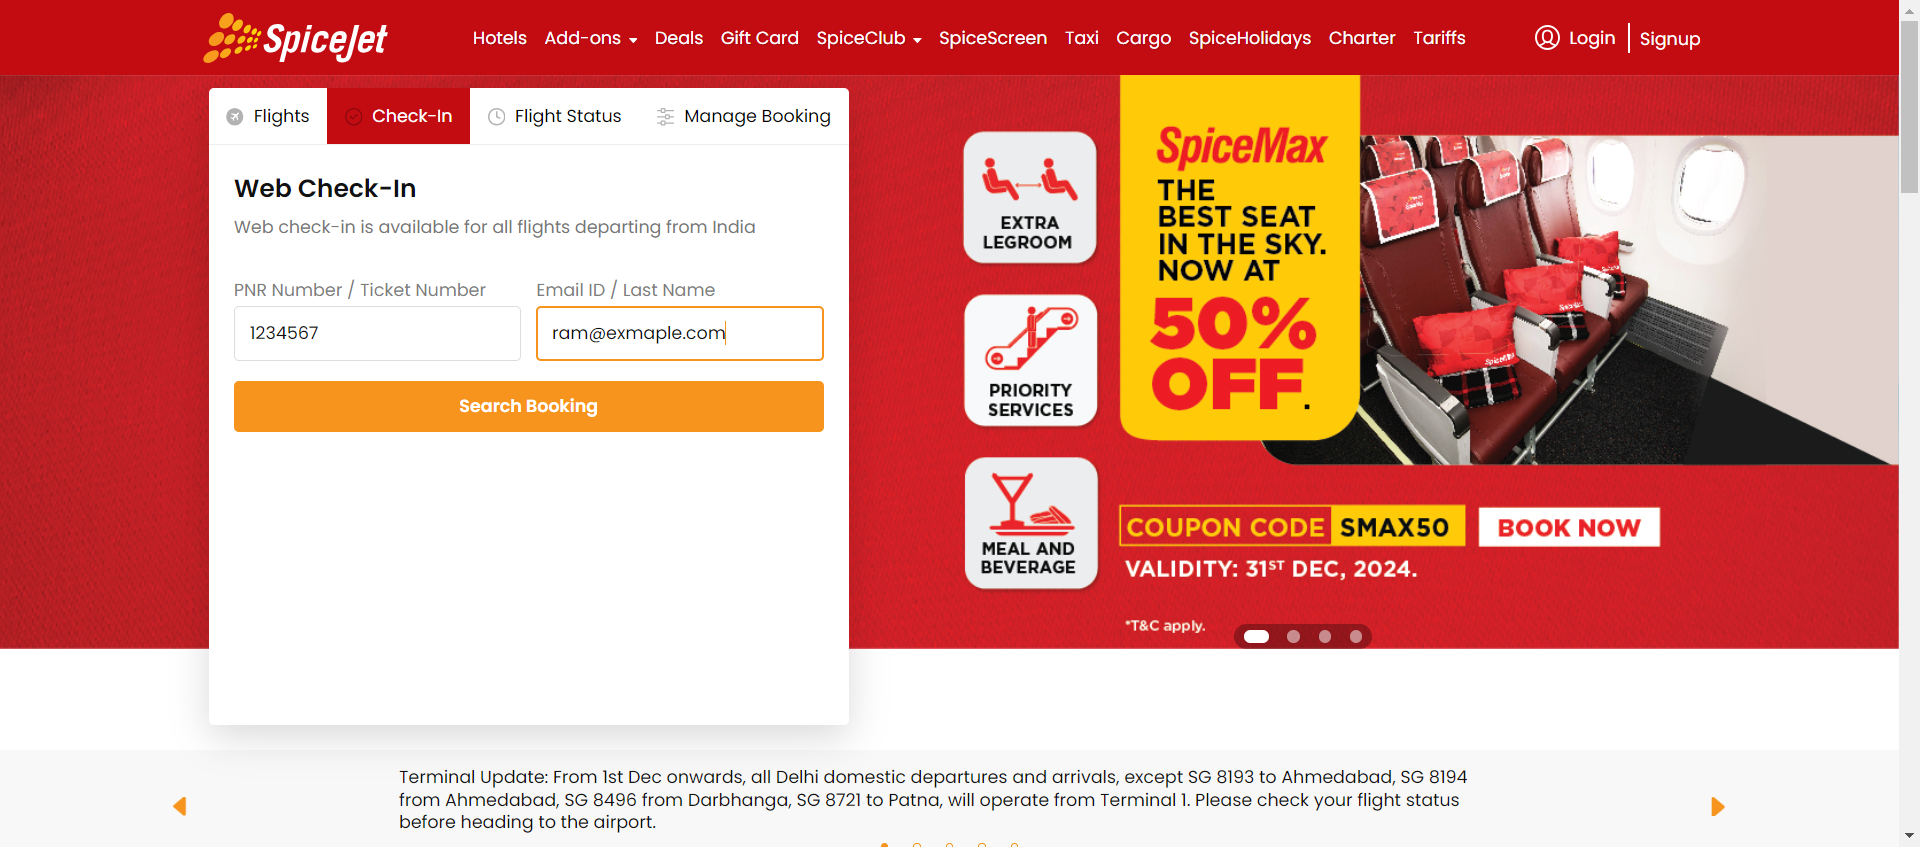 SpiceJet
Hotels Add-ons Deals Gift Card SpiceClub SpiceScreen Taxi Cargo SpiceHolidays Charter Tariffs Login Signup
Flights Check-In Flight Status Manage Booking
Web Check-In
Web check-in is available for all flights departing from India
PNR Number / Ticket Number Email ID / Last Name
1234567 ram@exmaple.com
Search Booking
EXTRA
LEGROOM
PRIORITY
SERVICES
MEAL AND
BEVERAGE
SpiceMax
THE
BEST SEAT
IN THE SKY.
NOW AT
50%
OFF.
SpiceMax
COUPON CODE SMAX50 BOOK NOW
VALIDITY: 31ST DEC, 2024.
*T&C apply.
Terminal Update: From 1st Dec onwards, all Delhi domestic departures and arrivals, except SG 8193 to Ahmedabad, SG 8194
from Ahmedabad, SG 8496 from Darbhanga, SG 8721 to Patna, will operate from Terminal 1. Please check your flight status
before heading to the airport.